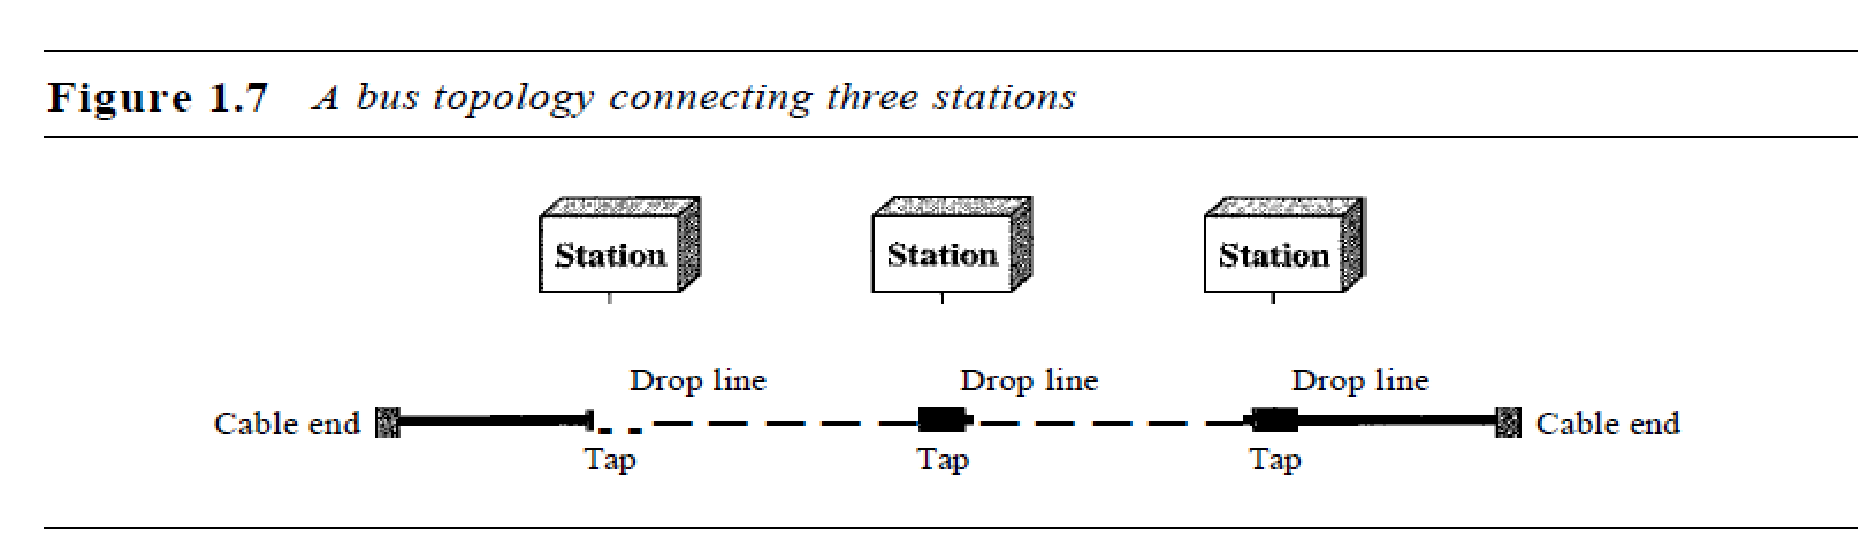 Figure 1.7 A bus topology connecting three stations
Station Station Station
Drop line Drop line Drop line
Cable end Cable end
Tap Tap Tap